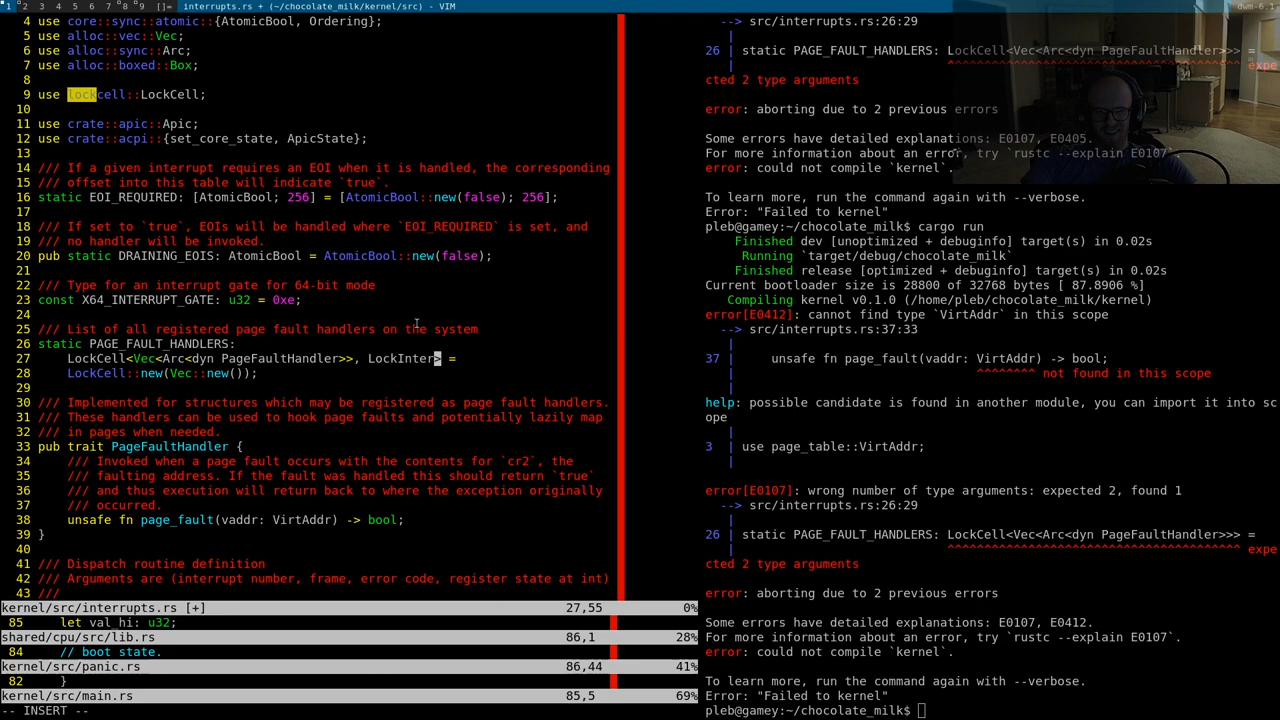 1 2 3 4 5 6 7 8 9 []= interrupts.rs + (~/chocolate_milk/kernel/src) - VIM dwm-6.1
4 use core::sync::atomic::{AtomicBool, Ordering};
5 use alloc::vec::Vec;
6 use alloc::sync::Arc;
7 use alloc::boxed::Box;
8
9 use lockcell::LockCell;
10
11 use crate::apic::Apic;
12 use crate::acpi::{set_core_state, ApicState};
13
14 /// If a given interrupt requires an EOI when it is handled, the corresponding
15 /// offset into this table will indicate `true`.
16 static EOI_REQUIRED: [AtomicBool; 256] = [AtomicBool::new(false); 256];
17
18 /// If set to `true`, EOIs will be handled where `EOI_REQUIRED` is set, and
19 /// no handler will be invoked.
20 pub static DRAINING_EOIS: AtomicBool = AtomicBool::new(false);
21
22 /// Type for an interrupt gate for 64-bit mode
23 const X64_INTERRUPT_GATE: u32 = 0xe;
24
25 /// List of all registered page fault handlers on the system
26 static PAGE_FAULT_HANDLERS:
27     LockCell<Vec<Arc<dyn PageFaultHandler>>, LockInter> =
28     LockCell::new(Vec::new());
29
30 /// Implemented for structures which may be registered as page fault handlers.
31 /// These handlers can be used to hook page faults and potentially lazily map
32 /// in pages when needed.
33 pub trait PageFaultHandler {
34     /// Invoked when a page fault occurs with the contents for `cr2`, the
35     /// faulting address. If the fault was handled this should return `true`
36     /// and thus execution will return back to where the exception originally
37     /// occurred.
38     unsafe fn page_fault(vaddr: VirtAddr) -> bool;
39 }
40
41 /// Dispatch routine definition
42 /// Arguments are (interrupt number, frame, error code, register state at int)
43 ///
kernel/src/interrupts.rs [+] 27,55 0%
85     let val_hi: u32;
shared/cpu/src/lib.rs 86,1 28%
84     // boot state.
kernel/src/panic.rs 86,44 41%
82     }
kernel/src/main.rs 85,5 69%
-- INSERT --
--> src/interrupts.rs:26:29
|
26 | static PAGE_FAULT_HANDLERS: LockCell<Vec<Arc<dyn PageFaultHandler>>> =
| ^^^^^^^^^^^^^^^^^^^^^^^^^^^^^^^^^^^^^^^^ expe
cted 2 type arguments
error: aborting due to 2 previous errors
Some errors have detailed explanations: E0107, E0405.
For more information about an error, try `rustc --explain E0107`.
error: could not compile `kernel`.
To learn more, run the command again with --verbose.
Error: "Failed to kernel"
pleb@gamey:~/chocolate_milk$ cargo run
Finished dev [unoptimized + debuginfo] target(s) in 0.02s
Running `target/debug/chocolate_milk`
Finished release [optimized + debuginfo] target(s) in 0.02s
Current bootloader size is 28800 of 32768 bytes [ 87.8906 %]
Compiling kernel v0.1.0 (/home/pleb/chocolate_milk/kernel)
error[E0412]: cannot find type `VirtAddr` in this scope
--> src/interrupts.rs:37:33
|
37 |     unsafe fn page_fault(vaddr: VirtAddr) -> bool;
| ^^^^^^^^ not found in this scope
|
help: possible candidate is found in another module, you can import it into sc
ope
|
3 | use page_table::VirtAddr;
|
error[E0107]: wrong number of type arguments: expected 2, found 1
--> src/interrupts.rs:26:29
|
26 | static PAGE_FAULT_HANDLERS: LockCell<Vec<Arc<dyn PageFaultHandler>>> =
| ^^^^^^^^^^^^^^^^^^^^^^^^^^^^^^^^^^^^^^^^ expe
cted 2 type arguments
error: aborting due to 2 previous errors
Some errors have detailed explanations: E0107, E0412.
For more information about an error, try `rustc --explain E0107`.
error: could not compile `kernel`.
To learn more, run the command again with --verbose.
Error: "Failed to kernel"
pleb@gamey:~/chocolate_milk$